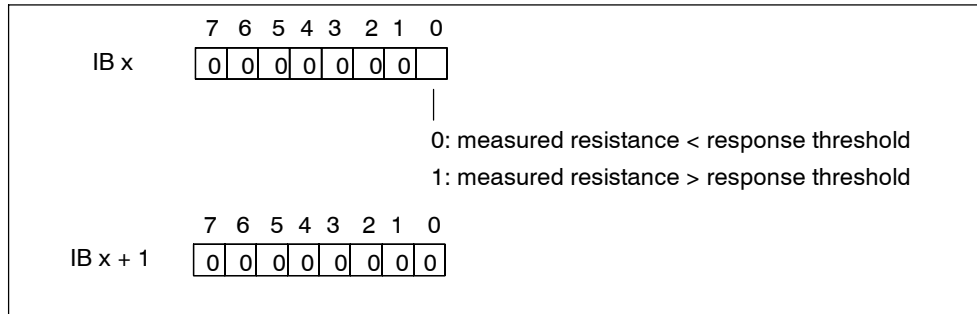 7 6 5 4 3 2 1 0
IB x 0 0 0 0 0 0 0
0: measured resistance < response threshold
1: measured resistance > response threshold
7 6 5 4 3 2 1 0
IB x + 1 0 0 0 0 0 0 0 0